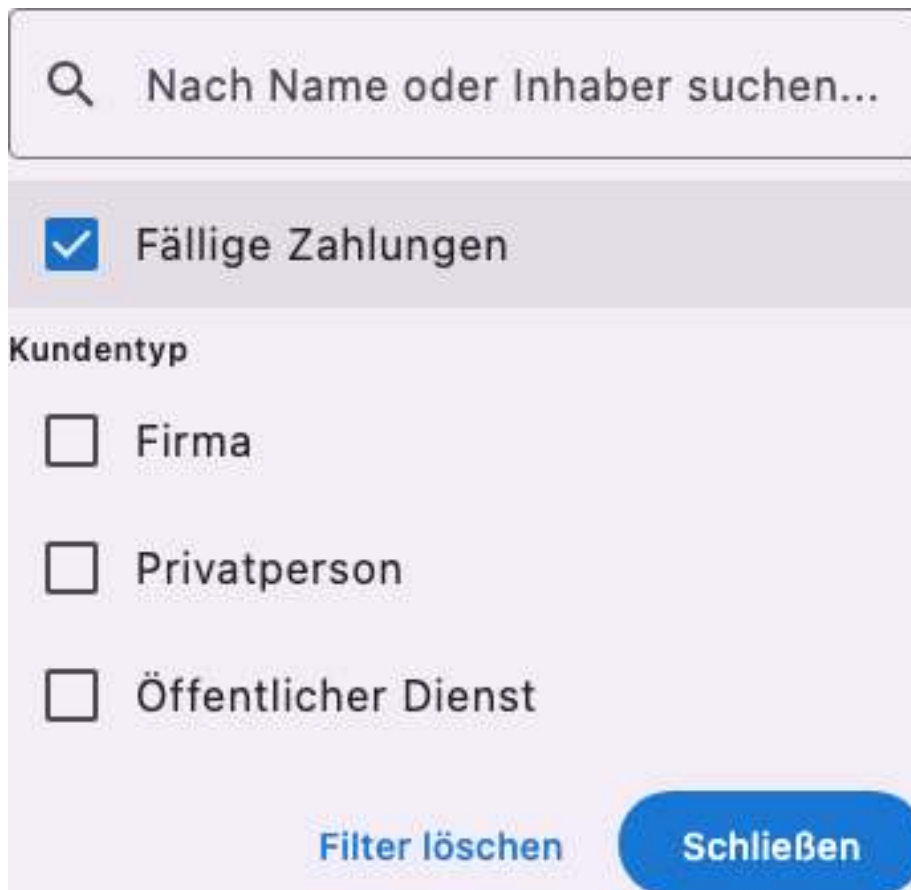 Nach Name oder Inhaber suchen...
Fällige Zahlungen
Kundentyp
Firma
Privatperson
Öffentlicher Dienst
Filter löschen Schließen